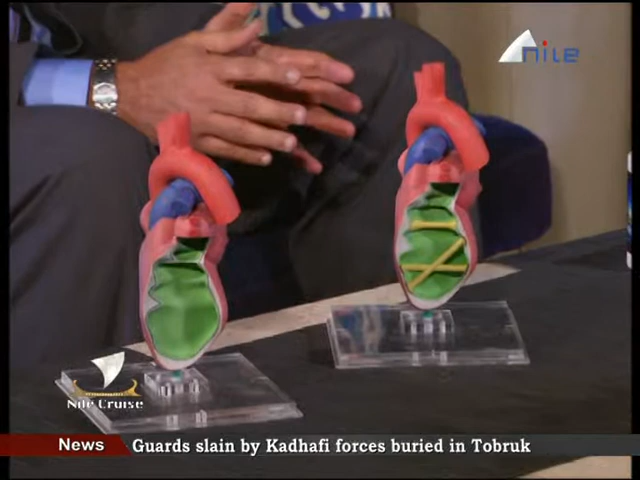 nile
Nile Cruise
News Guards slain by Kadhafi forces buried in Tobruk